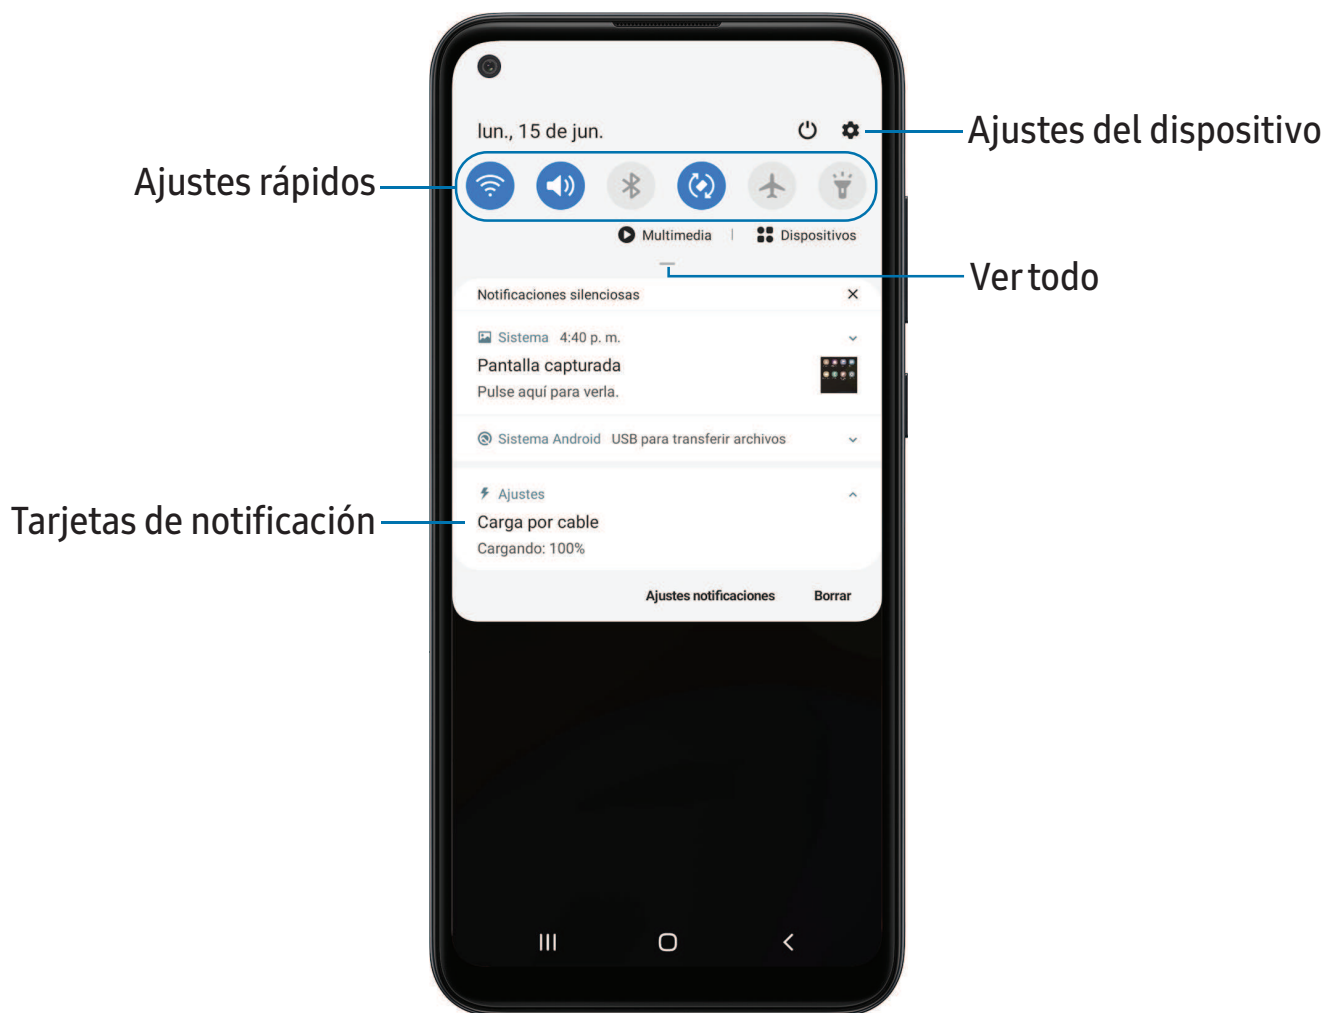 lun., 15 de jun.
Ajustes del dispositivo
Ajustes rápidos
Multimedia | Dispositivos
Ver todo
Notificaciones silenciosas
Sistema 4:40 p. m.
Pantalla capturada
Pulse aquí para verla.
Sistema Android USB para transferir archivos
Ajustes
Tarjetas de notificación
Carga por cable
Cargando: 100%
Ajustes notificaciones Borrar